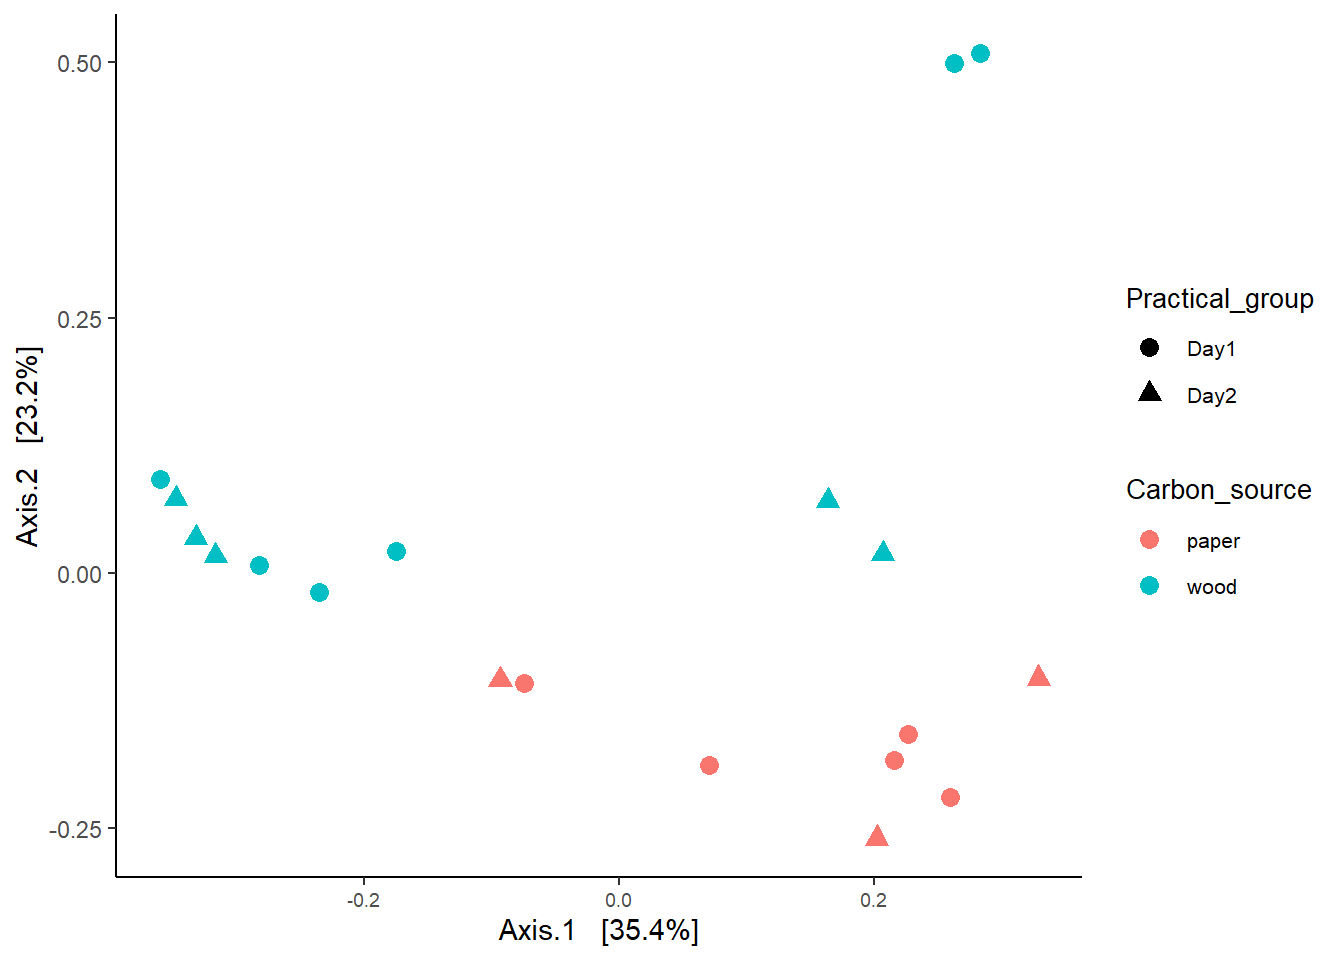 0.50
0.25
0.00
-0.25
Axis.2 [23.2%]
-0.2
0.0
0.2
Axis.1 [35.4%]
Practical_group
Day1
Day2
Carbon_source
paper
wood